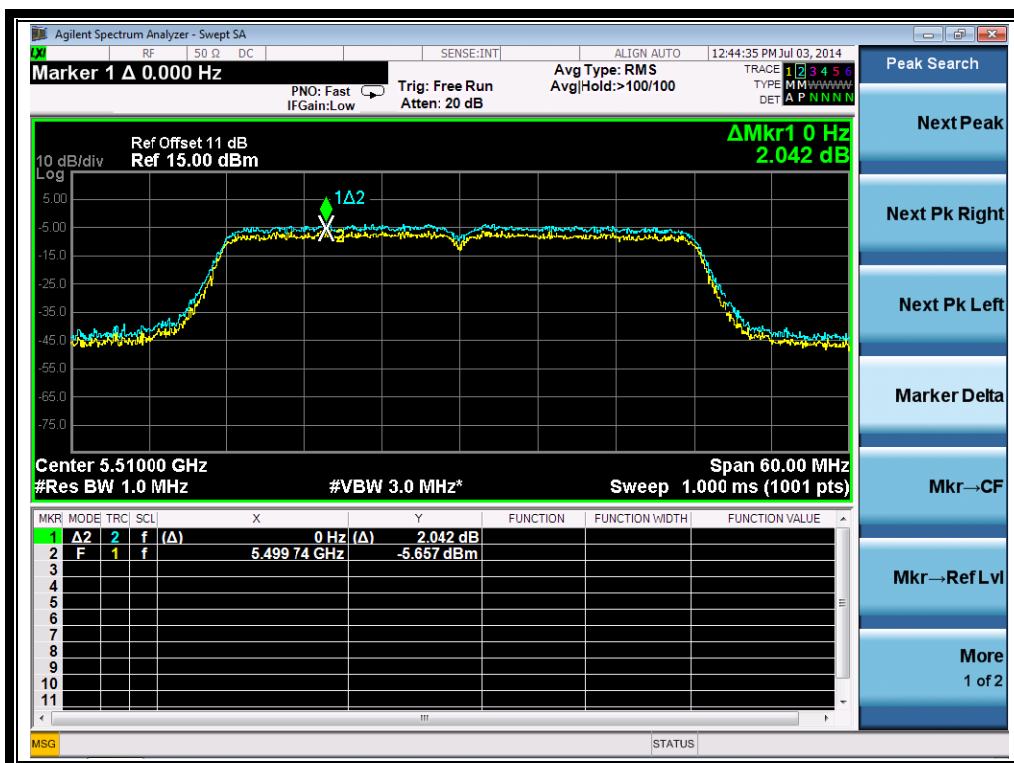 Agilent Spectrum Analyzer - Swept SA
LXI RF 50 Ω DC SENSE:INT ALIGN AUTO 12:44:35 PM Jul 03, 2014
Marker 1 Δ 0.000 Hz
PNO: Fast
IFGain:Low
Trig: Free Run
Atten: 20 dB
Avg Type: RMS
Avg|Hold:>100/100
TRACE 1 2 3 4 5 6
TYPE M M W W W W
DET A P N N N N
Ref Offset 11 dB
10 dB/div Ref 15.00 dBm
Log
ΔMkr1 0 Hz
2.042 dB
5.00
-5.00
-15.0
-25.0
-35.0
-45.0
-55.0
-65.0
-75.0
1Δ2
2
Center 5.51000 GHz Span 60.00 MHz
#Res BW 1.0 MHz #VBW 3.0 MHz* Sweep 1.000 ms (1001 pts)
MKR MODE TRC SCL X Y FUNCTION FUNCTION WIDTH FUNCTION VALUE
1 Δ2 2 f (Δ) 0 Hz (Δ) 2.042 dB
2 F 1 f 5.499 74 GHz -5.657 dBm
3
4
5
6
7
8
9
10
11
MSG STATUS
Peak Search
Next Peak
Next Pk Right
Next Pk Left
Marker Delta
Mkr→CF
Mkr→Ref Lvl
More
1 of 2